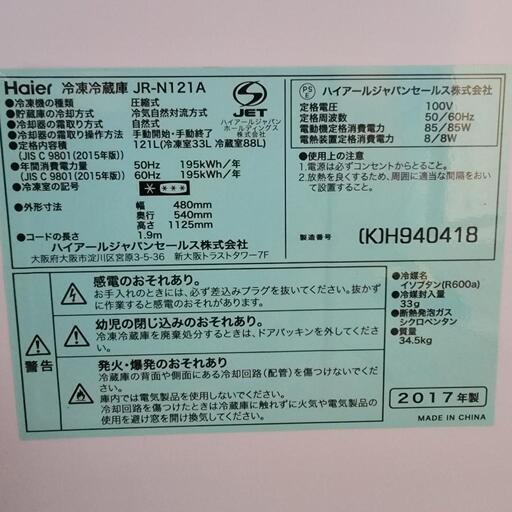 Haier 冷凍冷蔵庫 JR-N121A
●冷凍機の種類 圧縮式
●貯蔵庫の冷却方式 冷気自然対流方式
●冷却器の霜取り方式 自然式
●冷却器の霜取り操作方法 手動開始・手動終了
●定格内容積 121L(冷凍室33L 冷蔵室88L)
(JIS C 9801(2015年版))
●年間消費電力量 50Hz 195kWh/年
(JIS C 9801(2015年版)) 60Hz 195kWh/年
●冷凍室の記号
●外形寸法 幅 480mm
奥行 540mm
高さ 1125mm
●コードの長さ 1.9m
ハイアールジャパンセールス株式会社
大阪府大阪市淀川区宮原3-5-36 新大阪トラストタワー7F
S
JET
ハイアールジャパン
ホールディングス
株式会社
PS
E
ハイアールジャパンセールス株式会社
定格電圧 100V
定格周波数 50/60Hz
電動機定格消費電力 85/85W
電熱装置定格消費電力 8/8W
●使用上の注意
1.電源は必ずコンセントからとること。
2.放熱を良くするため、周囲に適当な間隔をおいて設置すること。
製造番号 (K)H940418
警告
感電のおそれあり。
お手入れのときには、必ず差込みプラグを抜いてください。抜かずに作業すると感電のおそれがあります。
幼児の閉じ込みのおそれあり。
冷凍冷蔵庫を廃棄処分するときは、ドアパッキンを外してください。
発火・爆発のおそれあり
冷蔵庫の背面や側面にある冷却回路(配管)を傷つけないでください。
庫内では電気製品を使用しないでください。
冷却回路を傷つけたときは冷蔵庫に触れずに火気や電気製品の使用を避け窓を開け換気してください。
●冷媒名
イソブタン(R600a)
●冷媒封入量
33g
●断熱発泡ガス
シクロペンタン
●質量
34.5kg
2017年製
MADE IN CHINA